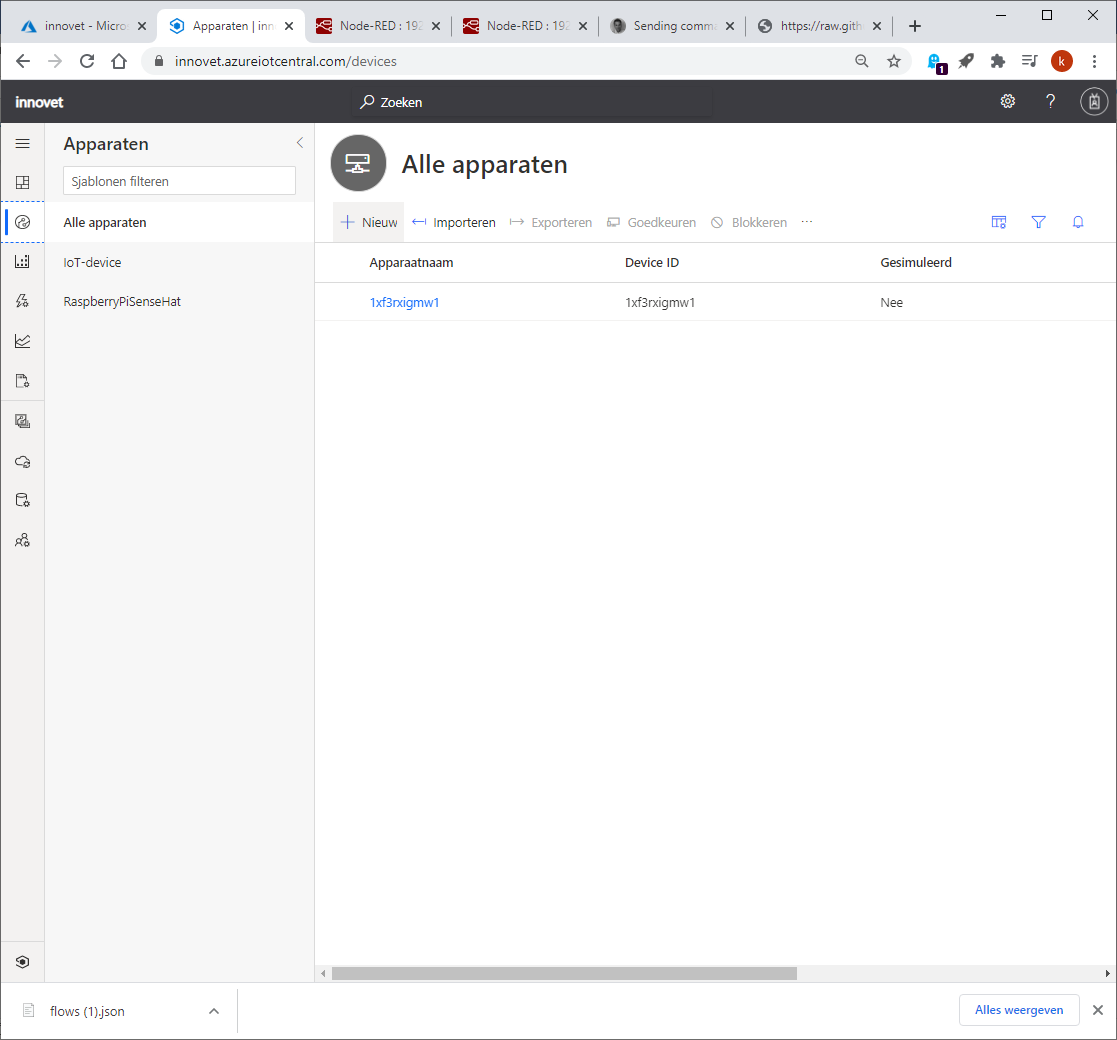 innovet - Micros
Apparaten | inn
Node-RED : 192
Node-RED : 192
Sending comma
https://raw.gith
innovet.azureiotcentral.com/devices
1
k
innovet
Zoeken
?
Apparaten
Sjablonen filteren
Alle apparaten
IoT-device
RaspberryPiSenseHat
Alle apparaten
Nieuw Importeren Exporteren Goedkeuren Blokkeren ...
Apparaatnaam Device ID Gesimuleerd
1xf3rxigmw1 1xf3rxigmw1 Nee
flows (1).json
Alles weergeven